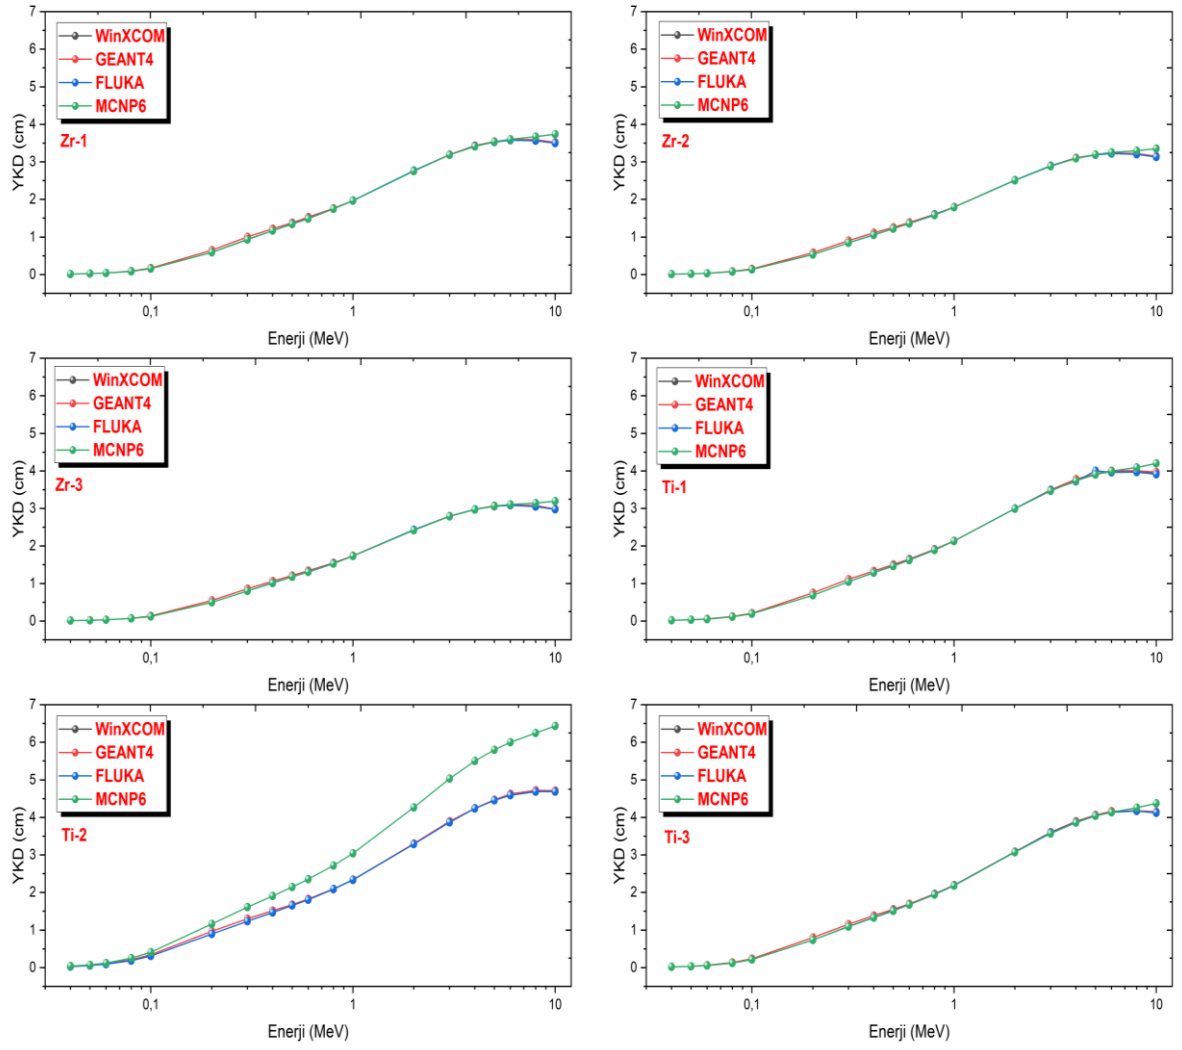 7
6
5
4
3
2
1
0
YKD (cm)
WinXCOM
GEANT4
FLUKA
MCNP6
Zr-1
0,1
1
10
Enerji (MeV)
7
6
5
4
3
2
1
0
YKD (cm)
WinXCOM
GEANT4
FLUKA
MCNP6
Zr-2
0,1
1
10
Enerji (MeV)
7
6
5
4
3
2
1
0
YKD (cm)
WinXCOM
GEANT4
FLUKA
MCNP6
Zr-3
0,1
1
10
Enerji (MeV)
7
6
5
4
3
2
1
0
YKD (cm)
WinXCOM
GEANT4
FLUKA
MCNP6
Ti-1
0,1
1
10
Enerji (MeV)
7
6
5
4
3
2
1
0
YKD (cm)
WinXCOM
GEANT4
FLUKA
MCNP6
Ti-2
0,1
1
10
Enerji (MeV)
7
6
5
4
3
2
1
0
YKD (cm)
WinXCOM
GEANT4
FLUKA
MCNP6
Ti-3
0,1
1
10
Enerji (MeV)